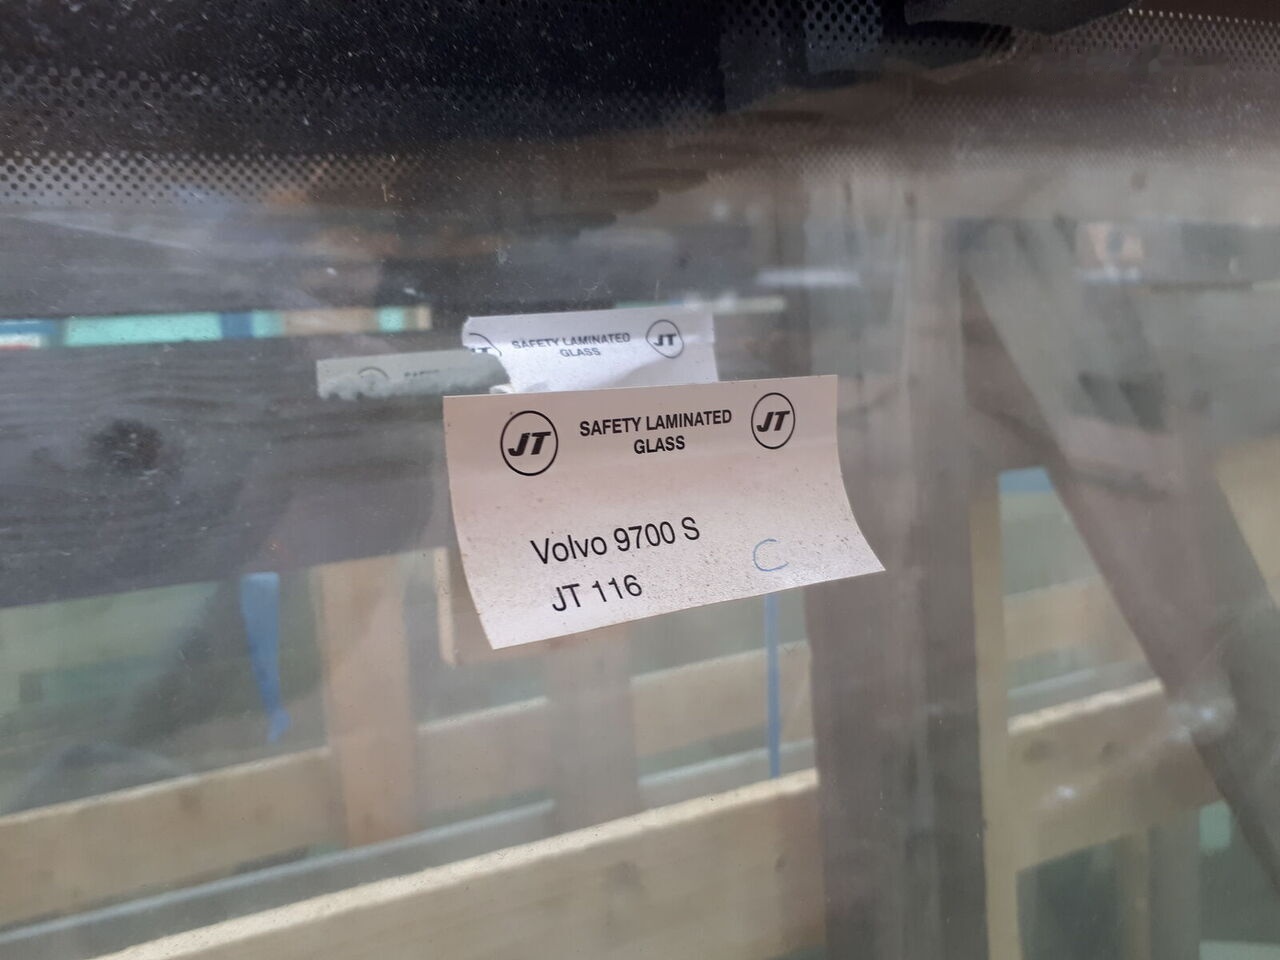 JT SAFETY LAMINATED JT
GLASS
JT SAFETY LAMINATED JT
GLASS
Volvo 9700 S
C
JT 116